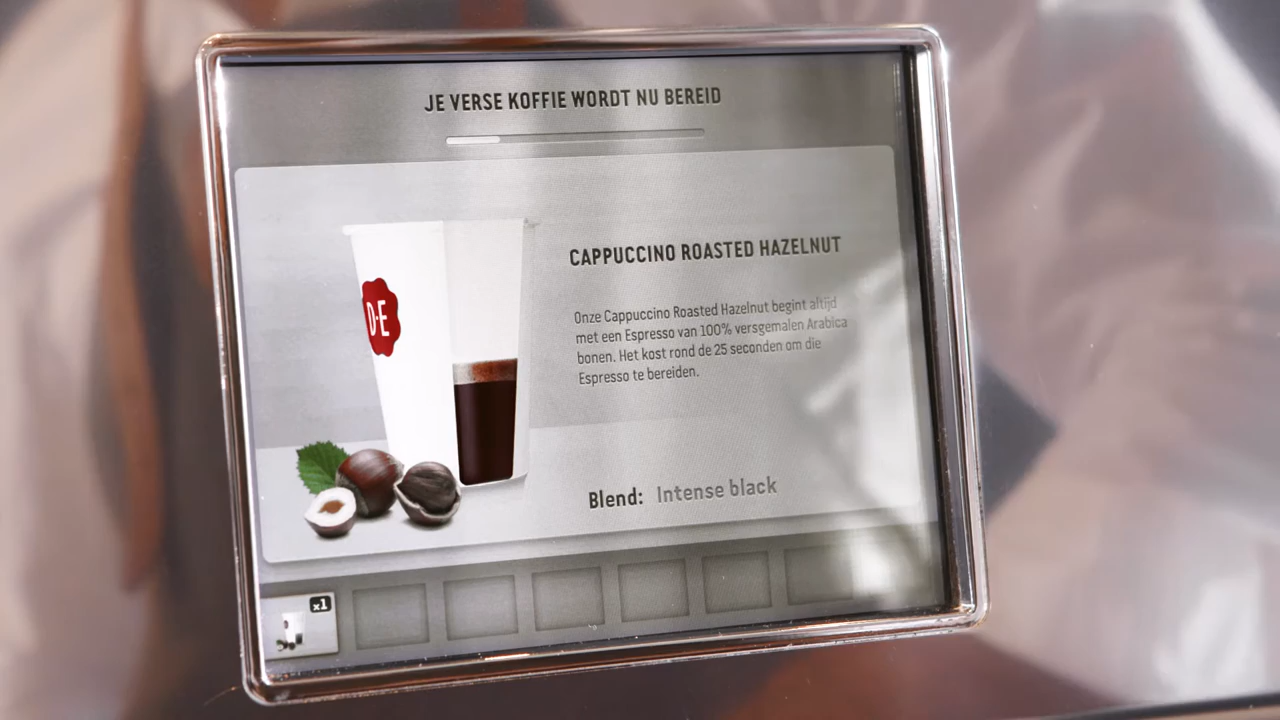 JE VERSE KOFFIE WORDT NU BEREID
D·E
CAPPUCCINO ROASTED HAZELNUT
Onze Cappuccino Roasted Hazelnut begint altijd
met een Espresso van 100% versgemalen Arabica
bonen. Het kost rond de 25 seconden om die
Espresso te bereiden.
Blend: Intense black
x1